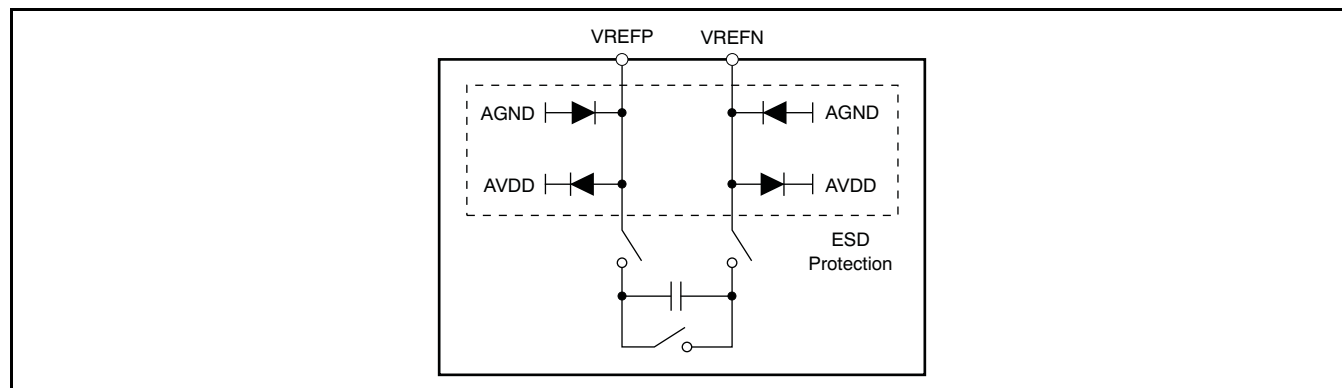 VREFP VREFN
AGND AGND
AVDD AVDD
ESD
Protection